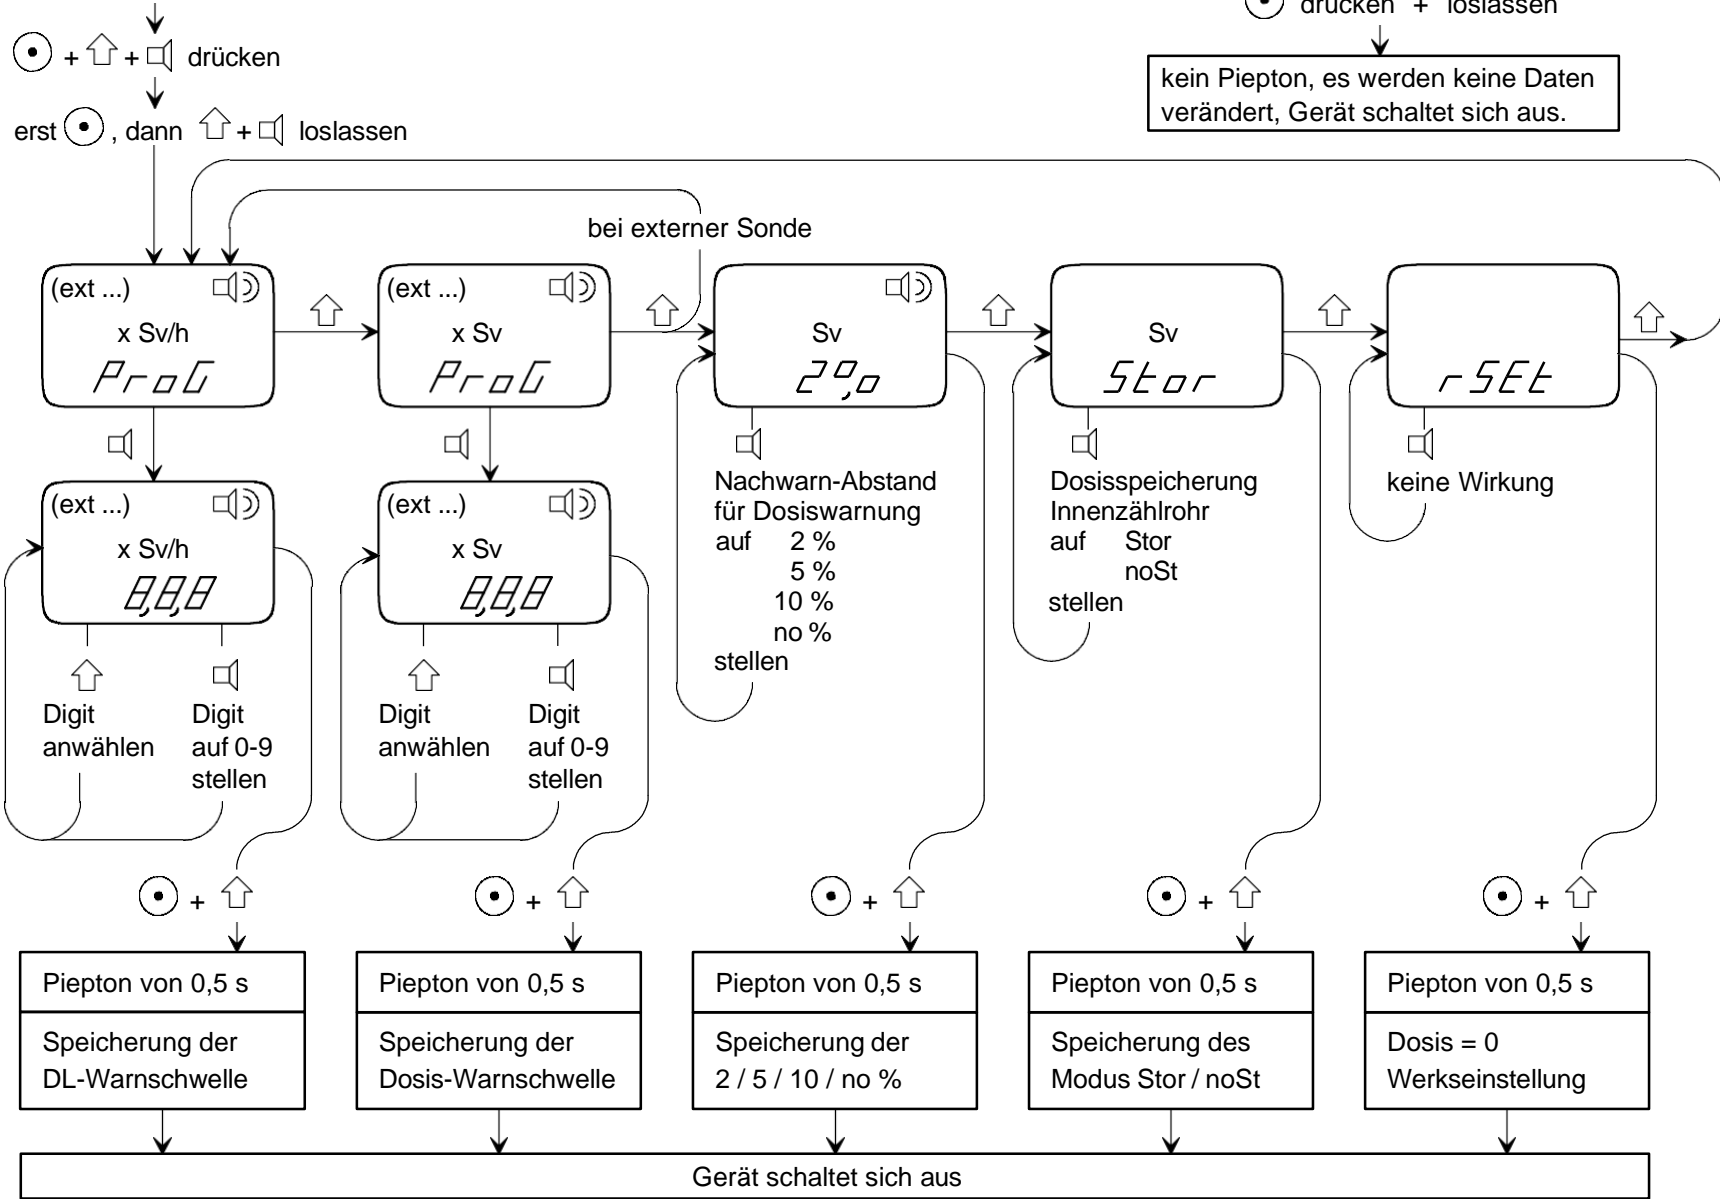 drücken + loslassen
+ + drücken
kein Piepton, es werden keine Daten
verändert, Gerät schaltet sich aus.
erst , dann + loslassen
bei externer Sonde
(ext ...)
x Sv/h
ProG
(ext ...)
x Sv
ProG
Sv
2%
Sv
Stor
rSEt
Nachwarn-Abstand
für Dosiswarnung
auf 2 %
5 %
10 %
no %
stellen
Dosisspeicherung
Innenzählrohr
auf Stor
noSt
stellen
keine Wirkung
(ext ...)
x Sv/h
8,8,8
(ext ...)
x Sv
8,8,8
Digit
anwählen
Digit
auf 0-9
stellen
Digit
anwählen
Digit
auf 0-9
stellen
+
+
+
+
+
Piepton von 0,5 s
Speicherung der
DL-Warnschwelle
Piepton von 0,5 s
Speicherung der
Dosis-Warnschwelle
Piepton von 0,5 s
Speicherung der
2 / 5 / 10 / no %
Piepton von 0,5 s
Speicherung des
Modus Stor / noSt
Piepton von 0,5 s
Dosis = 0
Werkseinstellung
Gerät schaltet sich aus